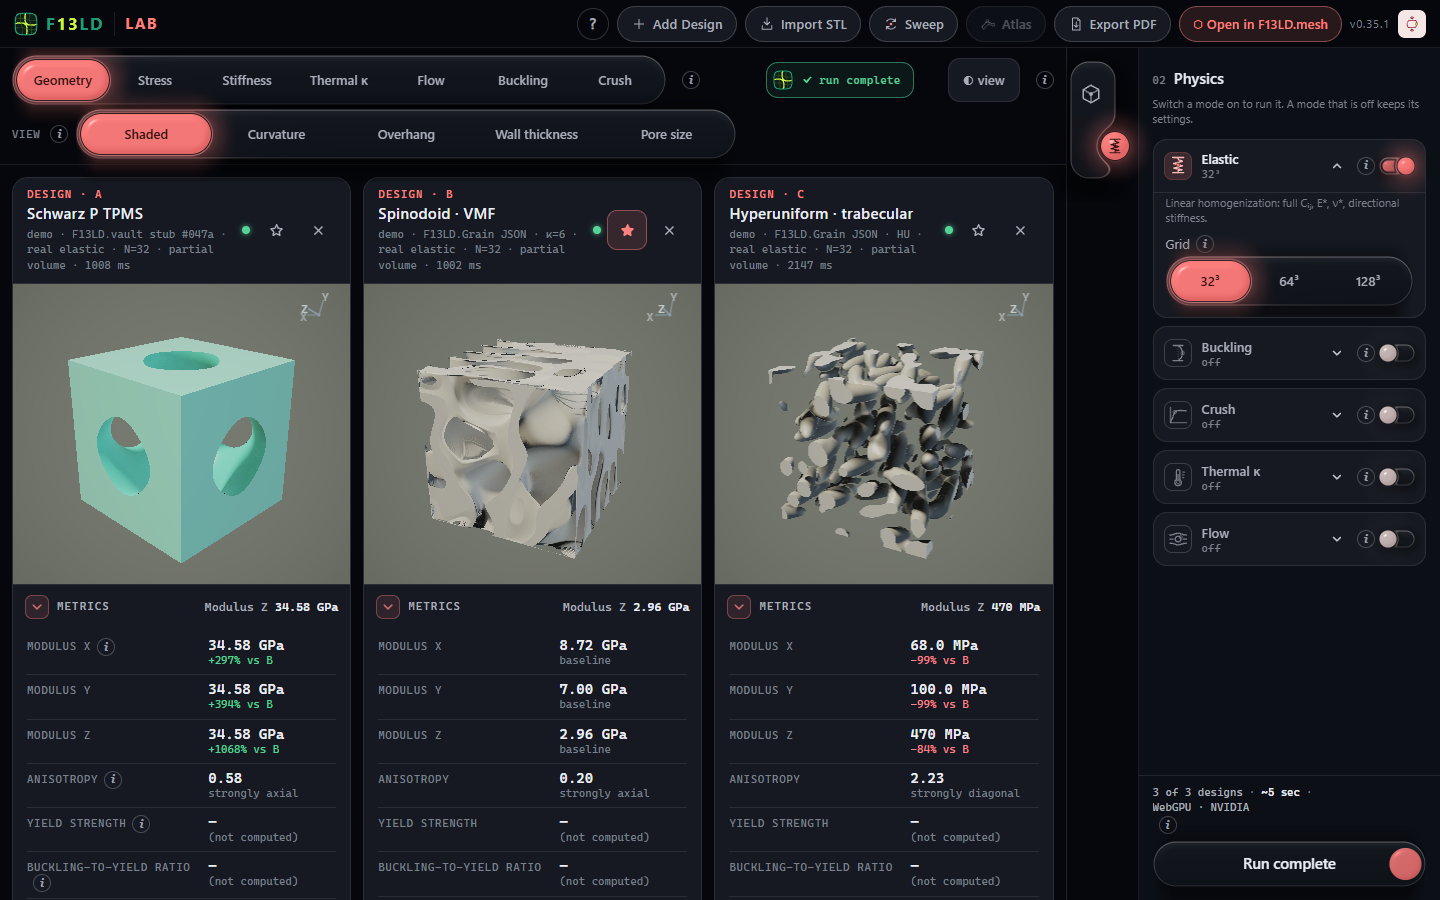 F13LD LAB
?
Add Design
Import STL
Sweep
Atlas
Export PDF
Open in F13LD.mesh
v0.35.1
Geometry
Stress
Stiffness
Thermal κ
Flow
Buckling
Crush
i
✓ run complete
view
i
VIEW i
Shaded
Curvature
Overhang
Wall thickness
Pore size
DESIGN · A
Schwarz P TPMS
demo · F13LD.vault stub #047a ·
real elastic · N=32 · partial
volume · 1008 ms
Y
Z
X
METRICS
Modulus Z 34.58 GPa
MODULUS X i
34.58 GPa
+297% vs B
MODULUS Y
34.58 GPa
+394% vs B
MODULUS Z
34.58 GPa
+1068% vs B
ANISOTROPY i
0.58
strongly axial
YIELD STRENGTH i
—
(not computed)
BUCKLING-TO-YIELD RATIO
i
—
(not computed)
DESIGN · B
Spinodoid · VMF
demo · F13LD.Grain JSON · κ=6 ·
real elastic · N=32 · partial
volume · 1002 ms
Y
Z
X
METRICS
Modulus Z 2.96 GPa
MODULUS X
8.72 GPa
baseline
MODULUS Y
7.00 GPa
baseline
MODULUS Z
2.96 GPa
baseline
ANISOTROPY
0.20
strongly axial
YIELD STRENGTH
—
(not computed)
BUCKLING-TO-YIELD RATIO
—
(not computed)
DESIGN · C
Hyperuniform · trabecular
demo · F13LD.Grain JSON · HU ·
real elastic · N=32 · partial
volume · 2147 ms
Y
Z
X
METRICS
Modulus Z 470 MPa
MODULUS X
68.0 MPa
−99% vs B
MODULUS Y
100.0 MPa
−99% vs B
MODULUS Z
470 MPa
−84% vs B
ANISOTROPY
2.23
strongly diagonal
YIELD STRENGTH
—
(not computed)
BUCKLING-TO-YIELD RATIO
—
(not computed)
02 Physics
Switch a mode on to run it. A mode that is off keeps its
settings.
Elastic
32³
i
Linear homogenization: full Cᵢⱼ, E*, ν*, directional
stiffness.
Grid i
32³
64³
128³
Buckling
off
i
Crush
off
i
Thermal κ
off
i
Flow
off
i
3 of 3 designs · ~5 sec ·
WebGPU · NVIDIA
i
Run complete